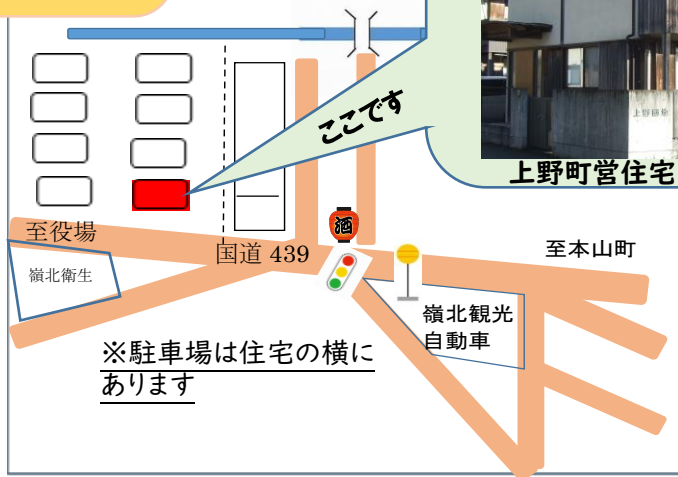 ここです
上野町営住宅
至役場
国道 439
酒
至本山町
嶺北衛生
嶺北観光
自動車
※駐車場は住宅の横に
あります